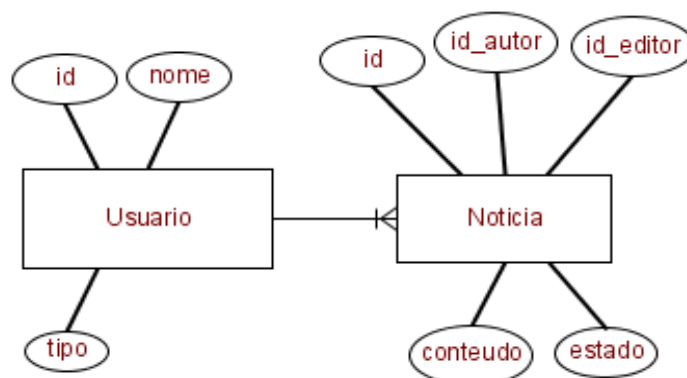 id
nome
Usuario
tipo
id
id_autor
id_editor
Noticia
conteudo
estado